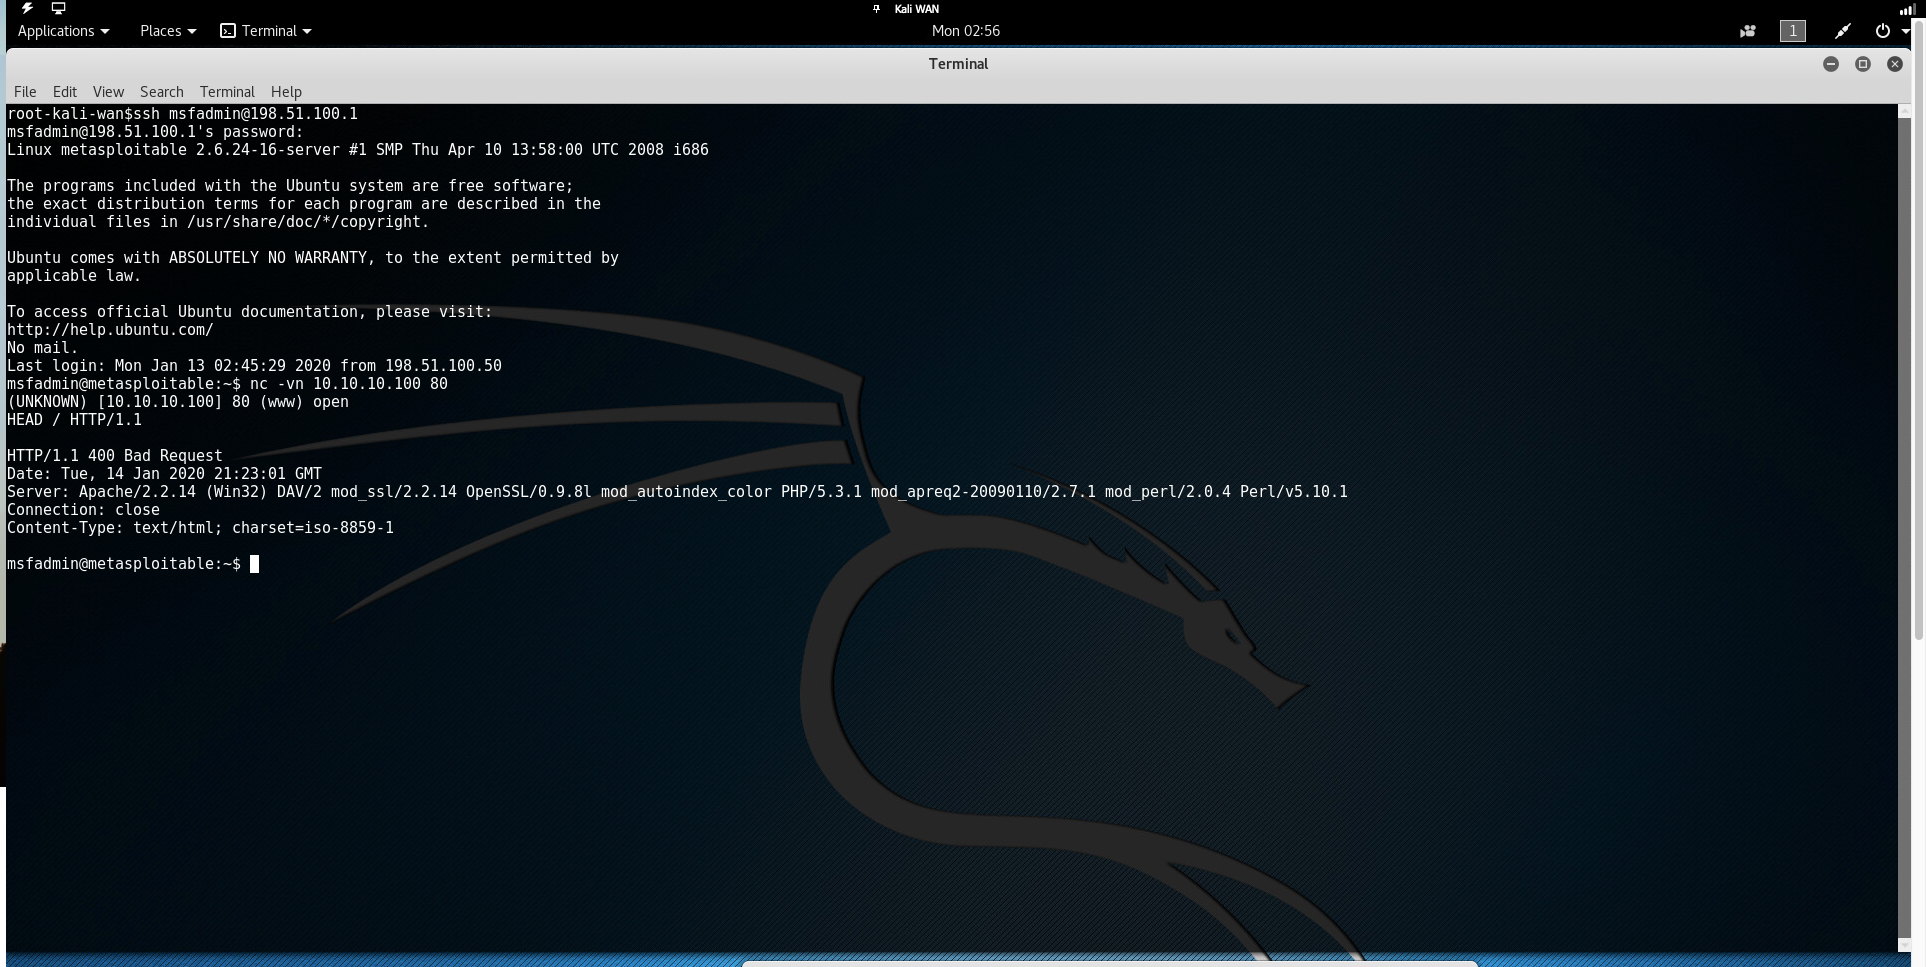 Kali WAN
Applications Places Terminal Mon 02:56 1
Terminal
File Edit View Search Terminal Help
root-kali-wan$ssh msfadmin@198.51.100.1
msfadmin@198.51.100.1's password:
Linux metasploitable 2.6.24-16-server #1 SMP Thu Apr 10 13:58:00 UTC 2008 i686
The programs included with the Ubuntu system are free software;
the exact distribution terms for each program are described in the
individual files in /usr/share/doc/*/copyright.
Ubuntu comes with ABSOLUTELY NO WARRANTY, to the extent permitted by
applicable law.
To access official Ubuntu documentation, please visit:
http://help.ubuntu.com/
No mail.
Last login: Mon Jan 13 02:45:29 2020 from 198.51.100.50
msfadmin@metasploitable:~$ nc -vn 10.10.10.100 80
(UNKNOWN) [10.10.10.100] 80 (www) open
HEAD / HTTP/1.1
HTTP/1.1 400 Bad Request
Date: Tue, 14 Jan 2020 21:23:01 GMT
Server: Apache/2.2.14 (Win32) DAV/2 mod_ssl/2.2.14 OpenSSL/0.9.8l mod_autoindex_color PHP/5.3.1 mod_apreq2-20090110/2.7.1 mod_perl/2.0.4 Perl/v5.10.1
Connection: close
Content-Type: text/html; charset=iso-8859-1
msfadmin@metasploitable:~$